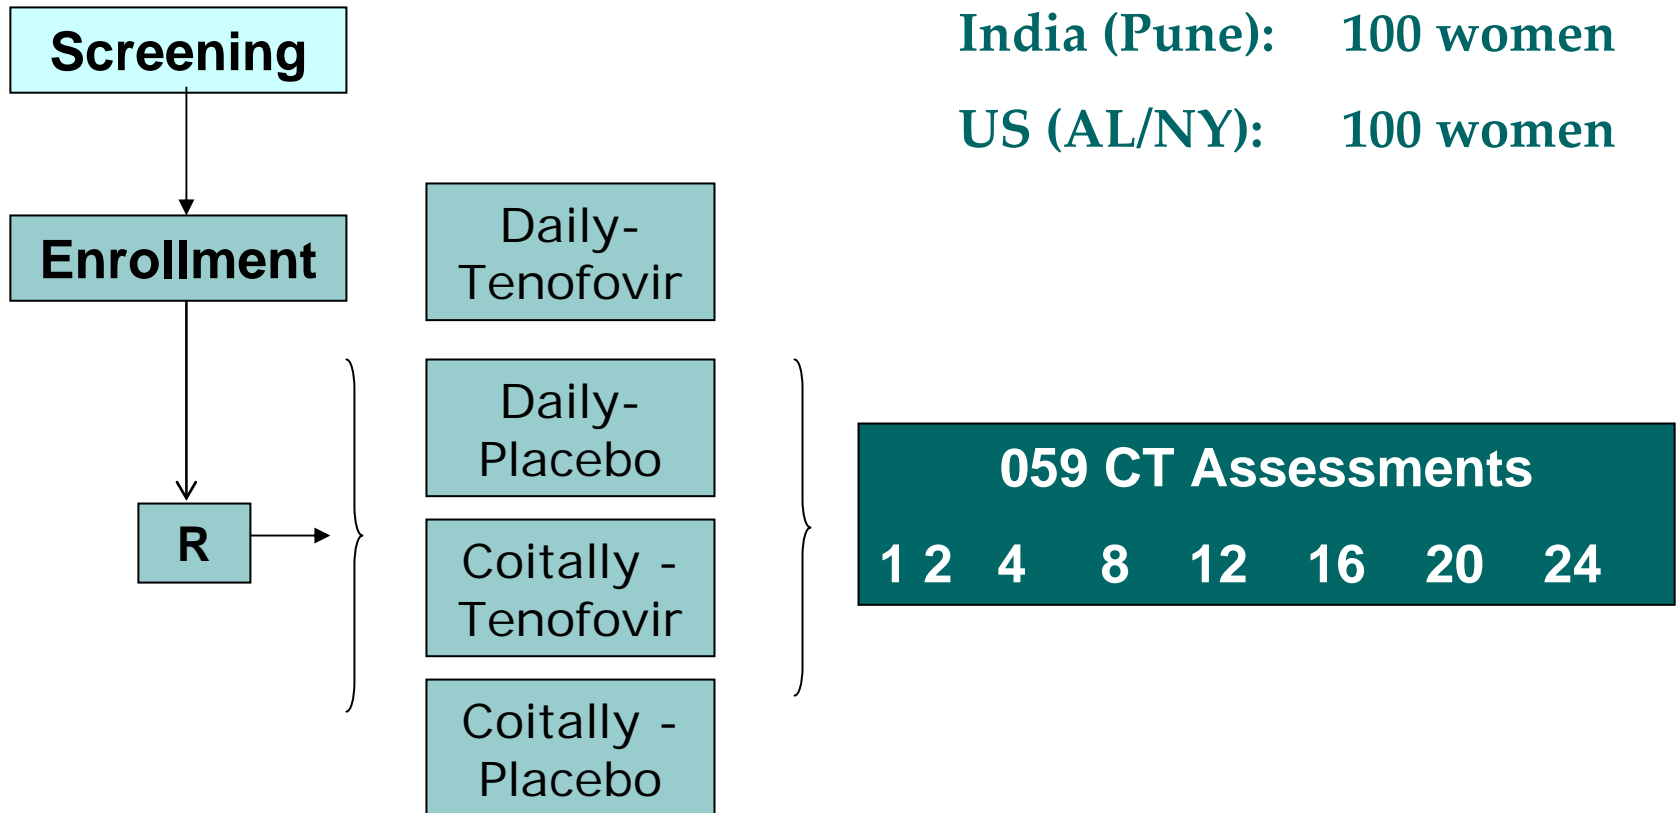 Screening
India (Pune): 100 women
US (AL/NY): 100 women
Enrollment
Daily-
Tenofovir
Daily-
Placebo
R
Coitally -
Tenofovir
Coitally -
Placebo
059 CT Assessments
1 2 4 8 12 16 20 24